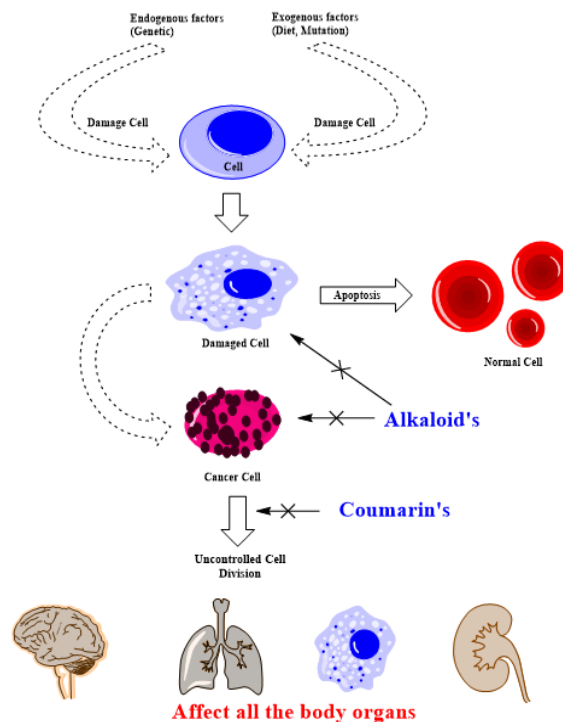 Endogenous factors
(Genetic)
Exogenous factors
(Diet, Mutation)
Damage Cell
Damage Cell
Cell
Apoptosis
Damaged Cell
Normal Cell
Alkaloid's
Cancer Cell
Coumarin's
Uncontrolled Cell
Division
Affect all the body organs